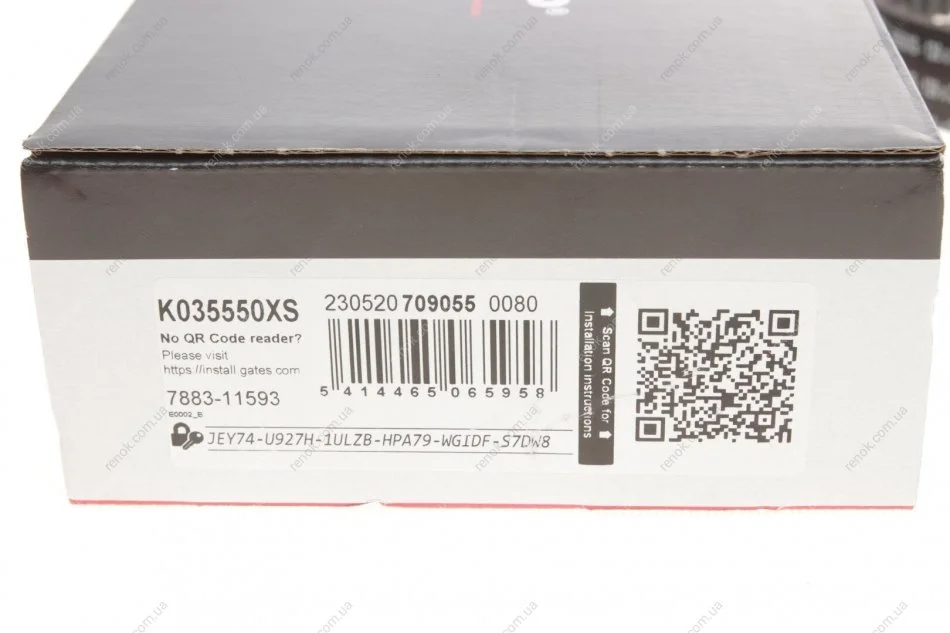 K035550XS
230520 709055 0080
No QR Code reader?
Please visit
https://install gates com
5 414465 065958
7883-11593
E0002_B
JEY74-U927H-1ULZB-HPA79-WGIDF-S7DW8
Scan QR Code for
Installation instructions
renok.com.ua